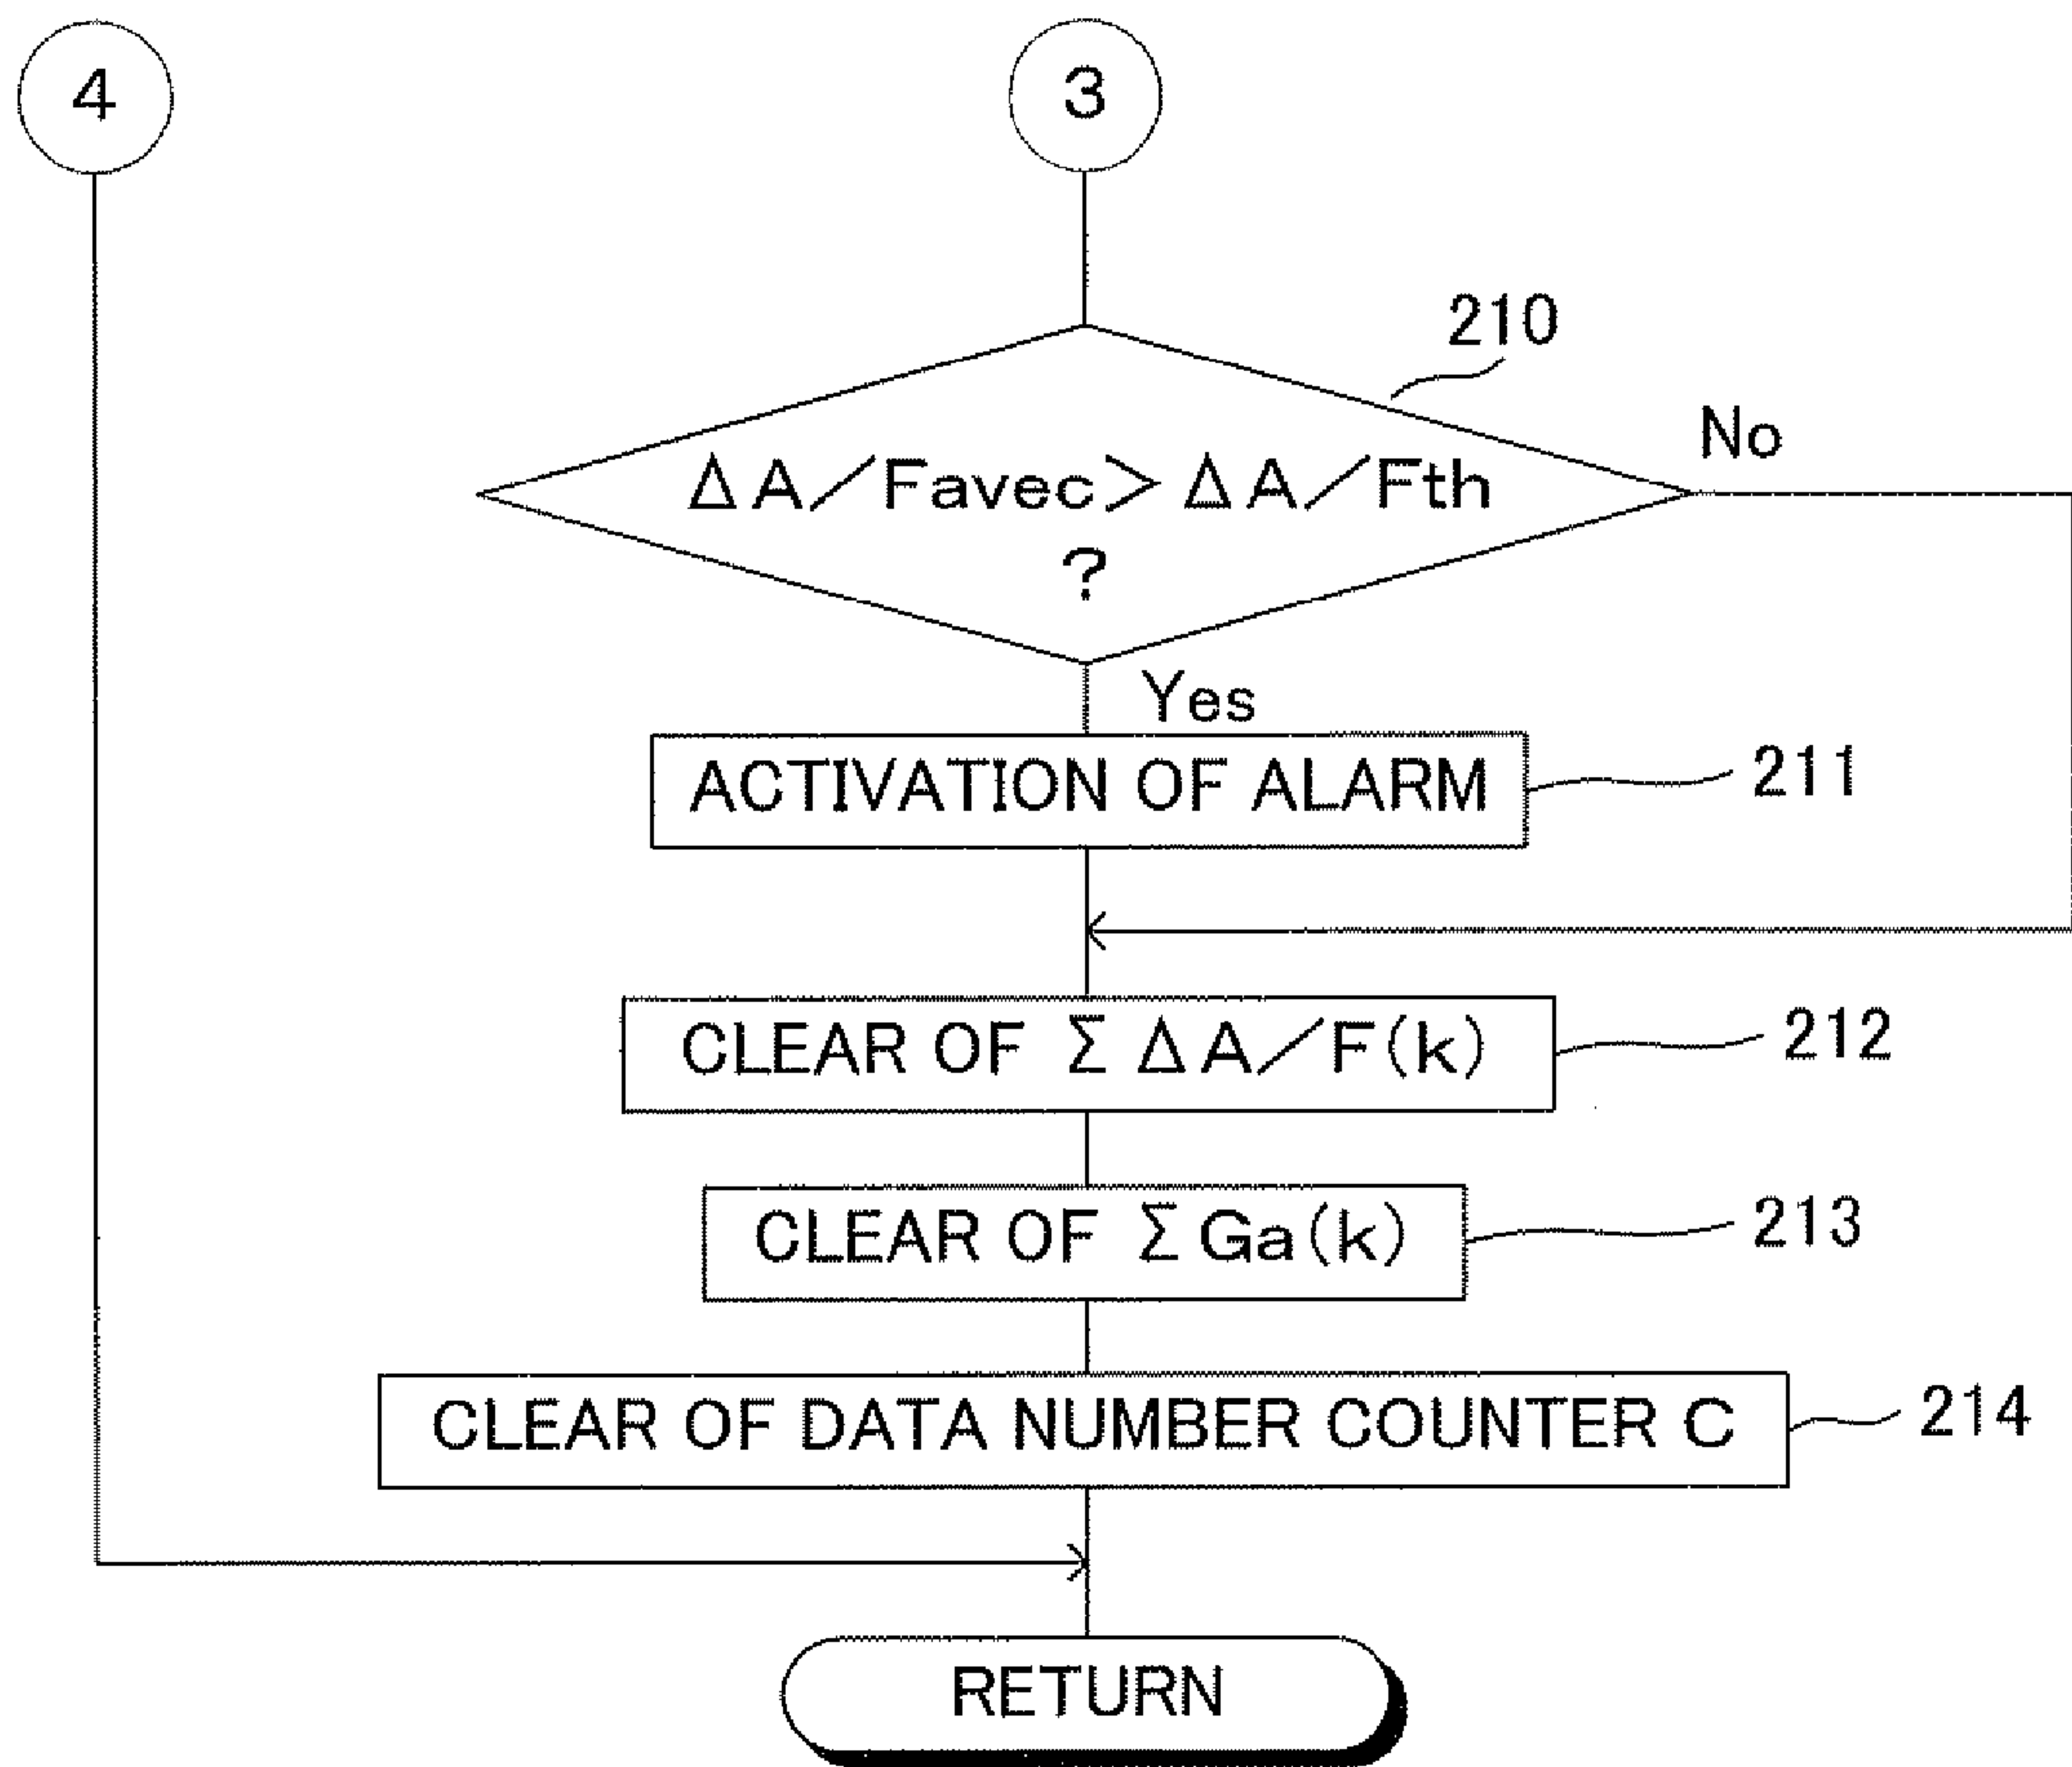 4
3
210
No
ΔA/Favec>ΔA/Fth
?
Yes
ACTIVATION OF ALARM
211
CLEAR OF ΣΔA/F(k)
212
CLEAR OF ΣGa(k)
213
CLEAR OF DATA NUMBER COUNTER C
214
RETURN